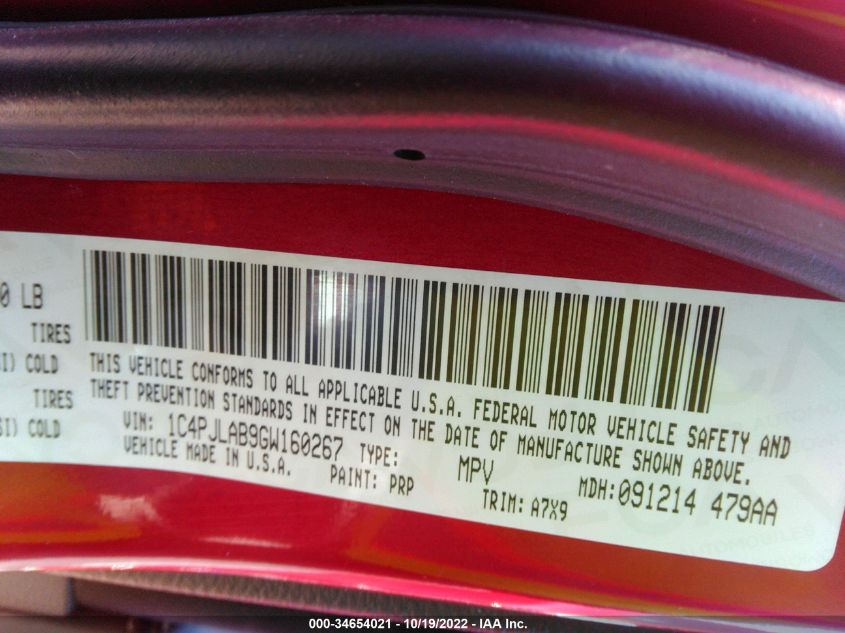 0 LB
TIRES
SI) COLD
TIRES
SI) COLD
THIS VEHICLE CONFORMS TO ALL APPLICABLE U.S.A. FEDERAL MOTOR VEHICLE SAFETY AND
THEFT PREVENTION STANDARDS IN EFFECT ON THE DATE OF MANUFACTURE SHOWN ABOVE.
VIN: 1C4PJLAB9GW160267 TYPE: MPV MDH:091214 479AA
VEHICLE MADE IN U.S.A. PAINT: PRP TRIM: A7X9
000-34654021 - 10/19/2022 - IAA Inc.